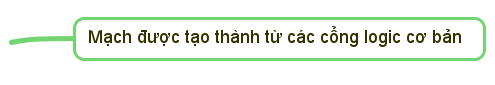 Mạch được tạo thành từ các cổng logic cơ bản